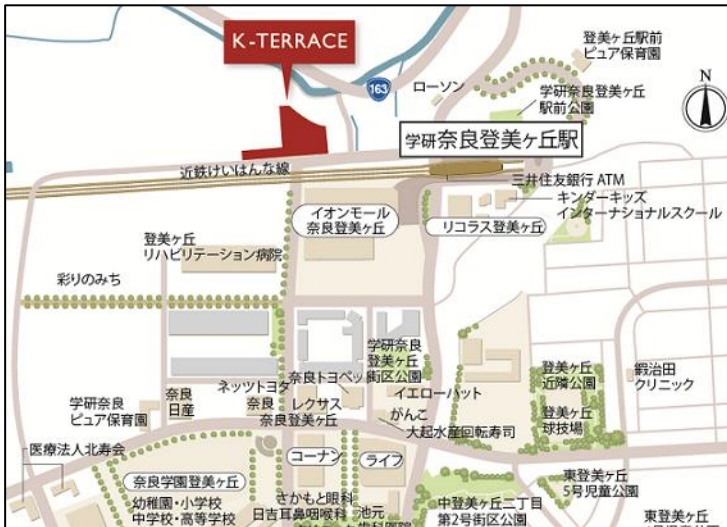 K-TERRACE
163
ローソン
登美ヶ丘駅前
ピュア保育園
学研奈良登美ヶ丘
駅前公園
N
学研奈良登美ヶ丘駅
近鉄けいはんな線
三井住友銀行 ATM
キンダーキッズ
インターナショナルスクール
イオンモール
奈良登美ヶ丘
リコラス登美ヶ丘
登美ヶ丘
リハビリテーション病院
彩りのみち
学研奈良
登美ヶ丘
街区公園
奈良トヨペット
ネッツトヨタ
奈良
レクサス
奈良登美ヶ丘
イエローハット
がんこ
大起水産回転寿司
登美ヶ丘
近隣公園
登美ヶ丘
球技場
鍜治田
クリニック
学研奈良
ピュア保育園
奈良
日産
医療法人北寿会
奈良学園登美ヶ丘
幼稚園・小学校
中学校・高等学校
コーナン
ライフ
さかもと眼科
日吉耳鼻咽喉科
池元
歯科医院
中登美ヶ丘二丁目
第2号街区公園
東登美ヶ丘
5号児童公園
東登美ヶ丘